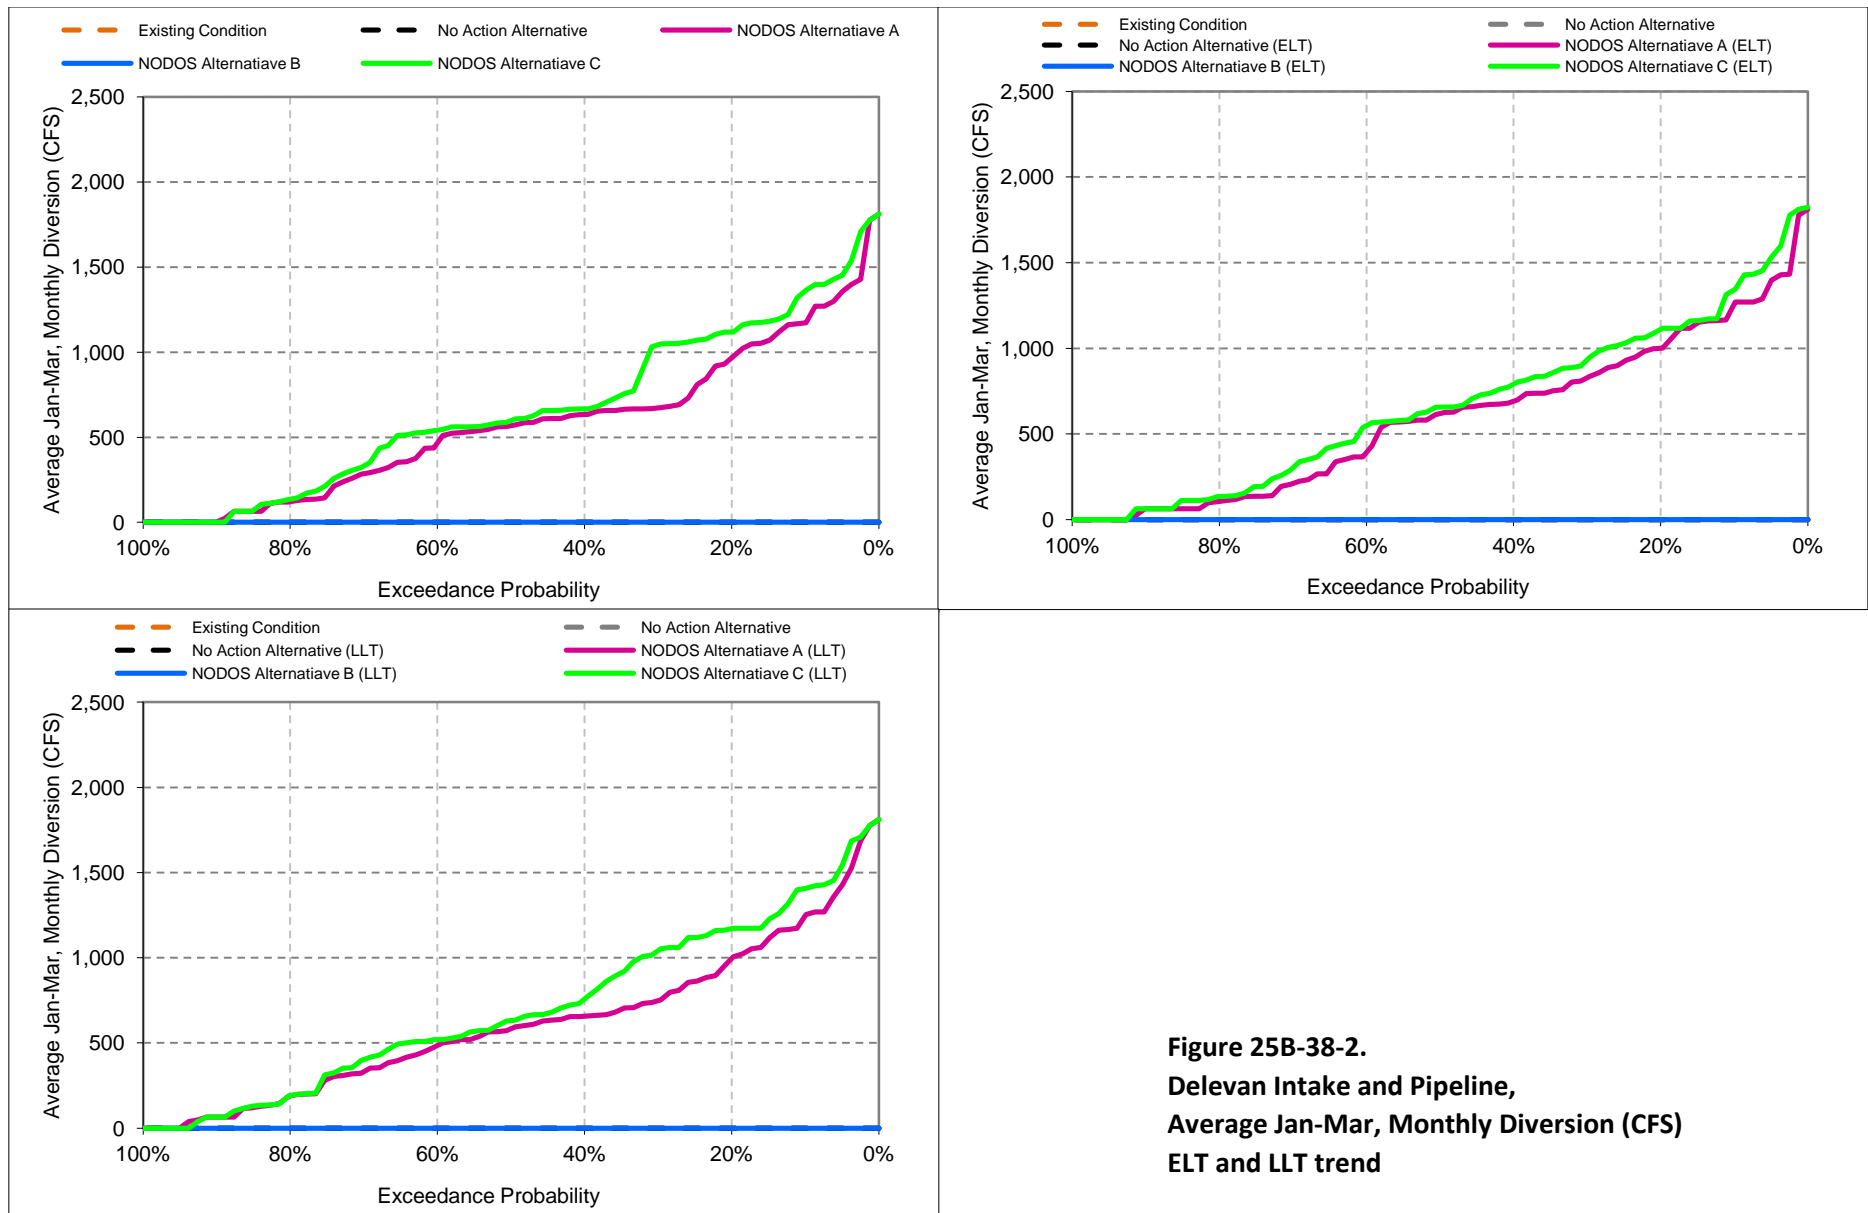 Existing Condition No Action Alternative NODOS Alternatiave A
NODOS Alternatiave B NODOS Alternatiave C
Average Jan-Mar, Monthly Diversion (CFS)
2,500
2,000
1,500
1,000
500
0
100% 80% 60% 40% 20% 0%
Exceedance Probability
Existing Condition No Action Alternative
No Action Alternative (ELT) NODOS Alternatiave A (ELT)
NODOS Alternatiave B (ELT) NODOS Alternatiave C (ELT)
Average Jan-Mar, Monthly Diversion (CFS)
2,500
2,000
1,500
1,000
500
0
100% 80% 60% 40% 20% 0%
Exceedance Probability
Existing Condition No Action Alternative
No Action Alternative (LLT) NODOS Alternatiave A (LLT)
NODOS Alternatiave B (LLT) NODOS Alternatiave C (LLT)
Average Jan-Mar, Monthly Diversion (CFS)
2,500
2,000
1,500
1,000
500
0
100% 80% 60% 40% 20% 0%
Exceedance Probability
Figure 25B-38-2.
Delevan Intake and Pipeline,
Average Jan-Mar, Monthly Diversion (CFS)
ELT and LLT trend